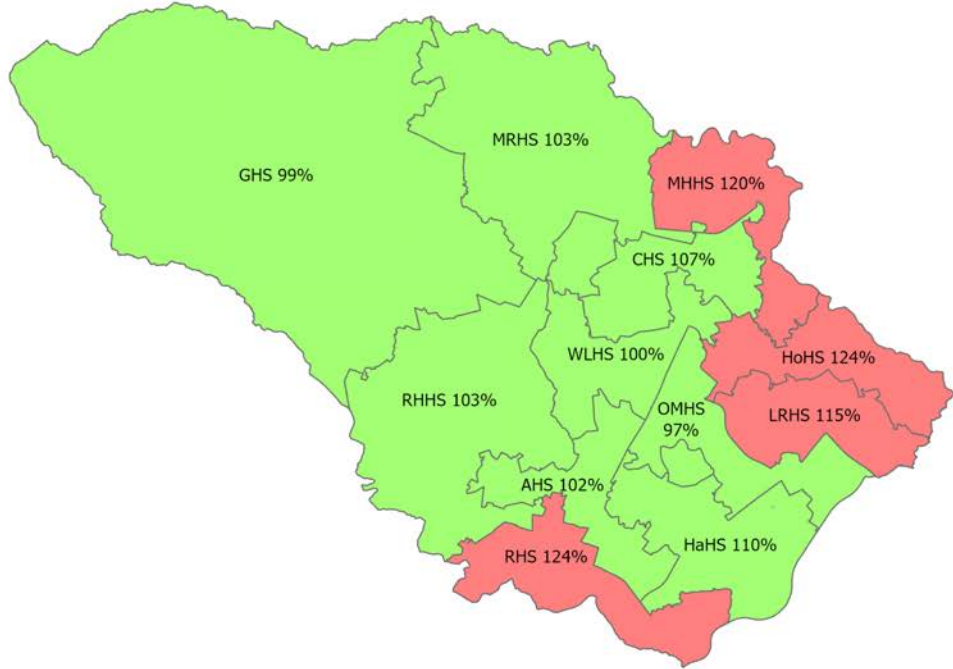 MRHS 103%
GHS 99%
MHHS 120%
CHS 107%
WLHS 100%
HoHS 124%
RHHS 103%
OMHS
97%
LRHS 115%
AHS 102%
HaHS 110%
RHS 124%